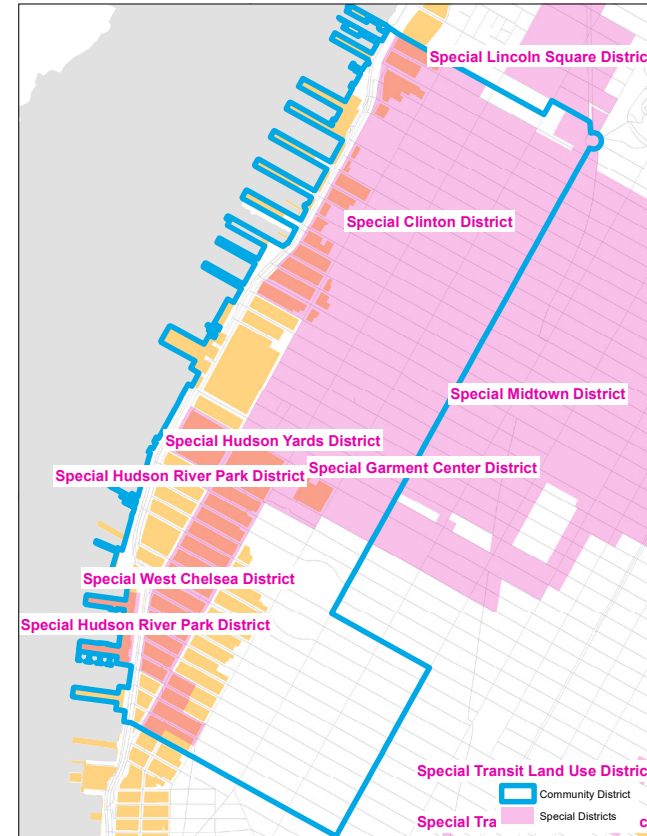 Special Lincoln Square Distric
Special Clinton District
Special Midtown District
Special Hudson Yards District
Special Garment Center District
Special Hudson River Park District
Special West Chelsea District
Special Hudson River Park District
Special Transit Land Use Distric
Community District
Special Tra
Special Districts
c